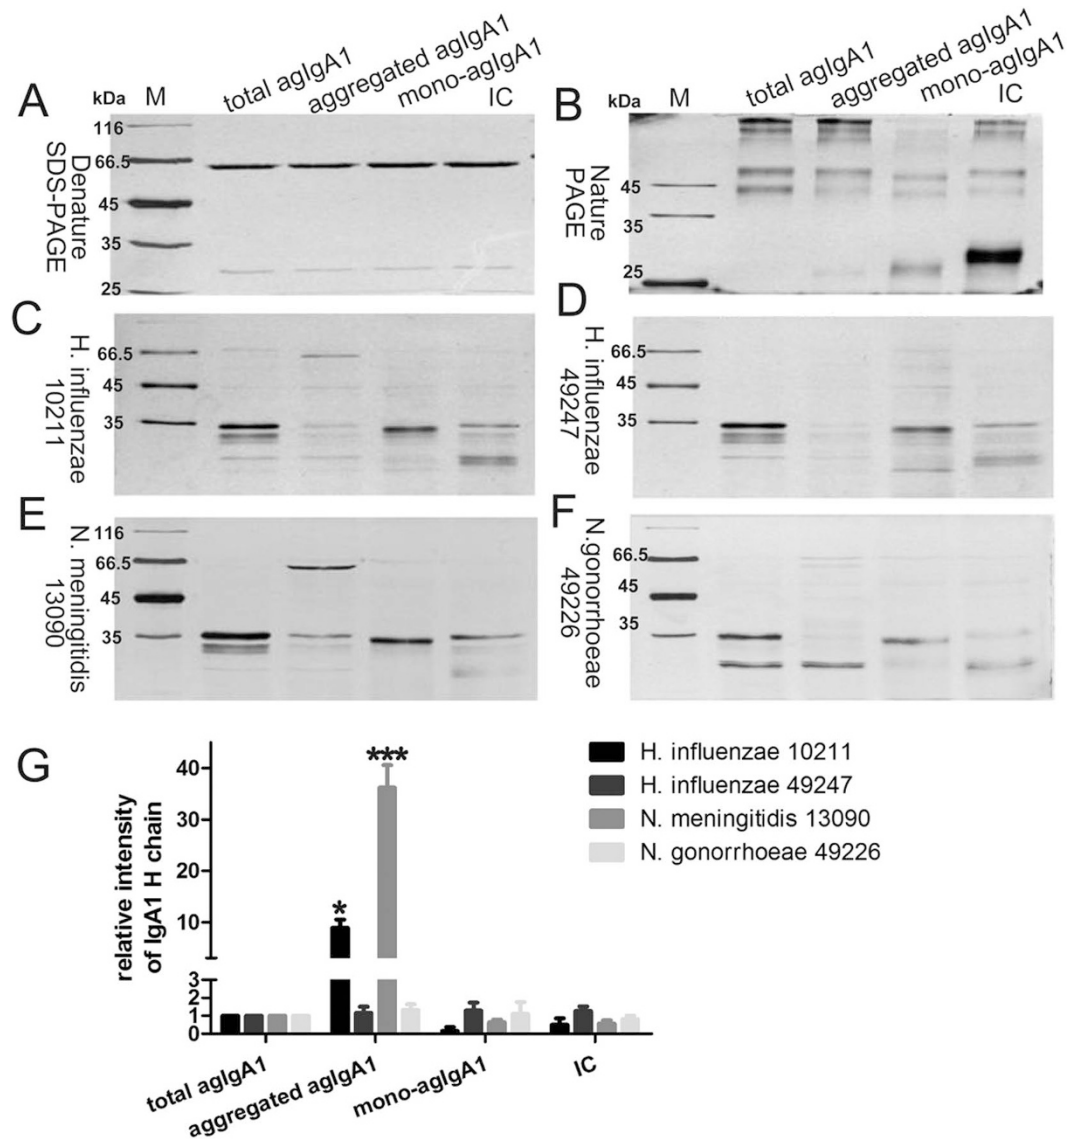 A
kDa
M
total agIgA1
aggregated agIgA1
mono-agIgA1
IC
116
66.5
45
35
25
Denature
SDS-PAGE
B
kDa
M
total agIgA1
aggregated agIgA1
mono-agIgA1
IC
45
35
25
Nature
PAGE
C
H. influenzae
10211
66.5
45
35
D
H. influenzae
49247
66.5
45
35
E
N. meningitidis
13090
116
66.5
45
35
F
N.gonorrhoeae
49226
66.5
45
35
G
relative intensity
of IgA1 H chain
40
30
20
10
3
2
1
0
*
***
total agIgA1
aggregated agIgA1
mono-agIgA1
IC
H. influenzae 10211
H. influenzae 49247
N. meningitidis 13090
N. gonorrhoeae 49226